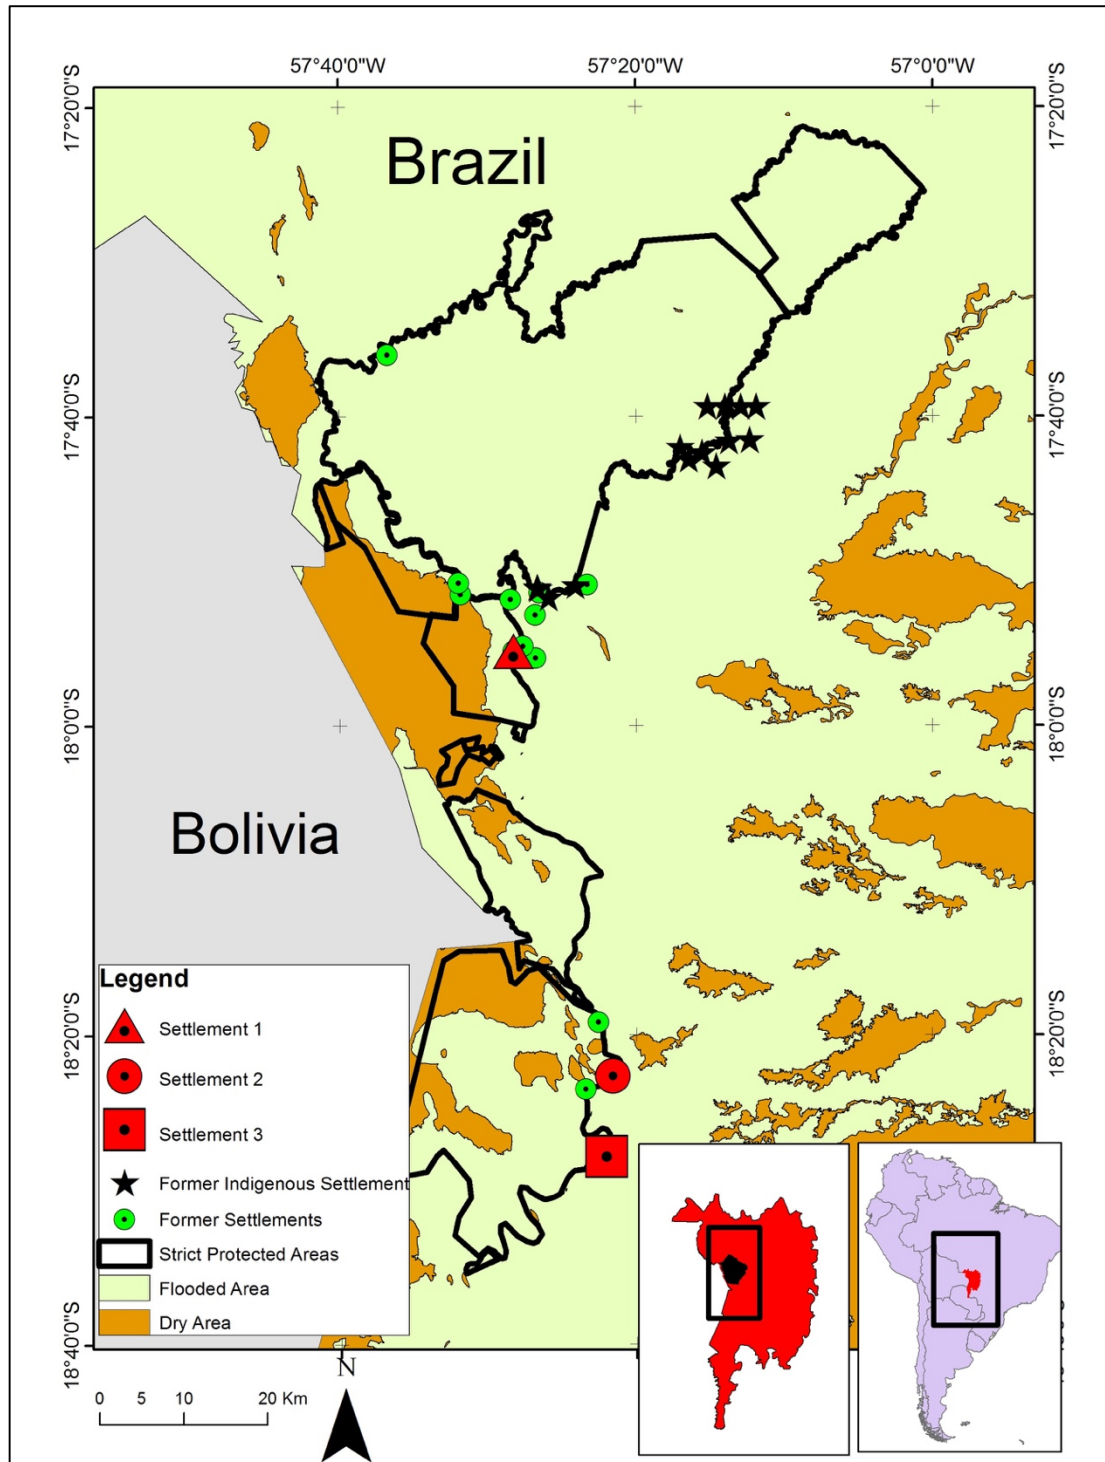 57°40'0"W
57°20'0"W
57°0'0"W
17°20'0"S
17°20'0"S
Brazil
17°40'0"S
17°40'0"S
18°0'0"S
18°0'0"S
Bolivia
Legend
Settlement 1
Settlement 2
Settlement 3
Former Indigenous Settlement
Former Settlements
Strict Protected Areas
Flooded Area
Dry Area
18°20'0"S
18°20'0"S
18°40'0"S
N
0 5 10 20 Km